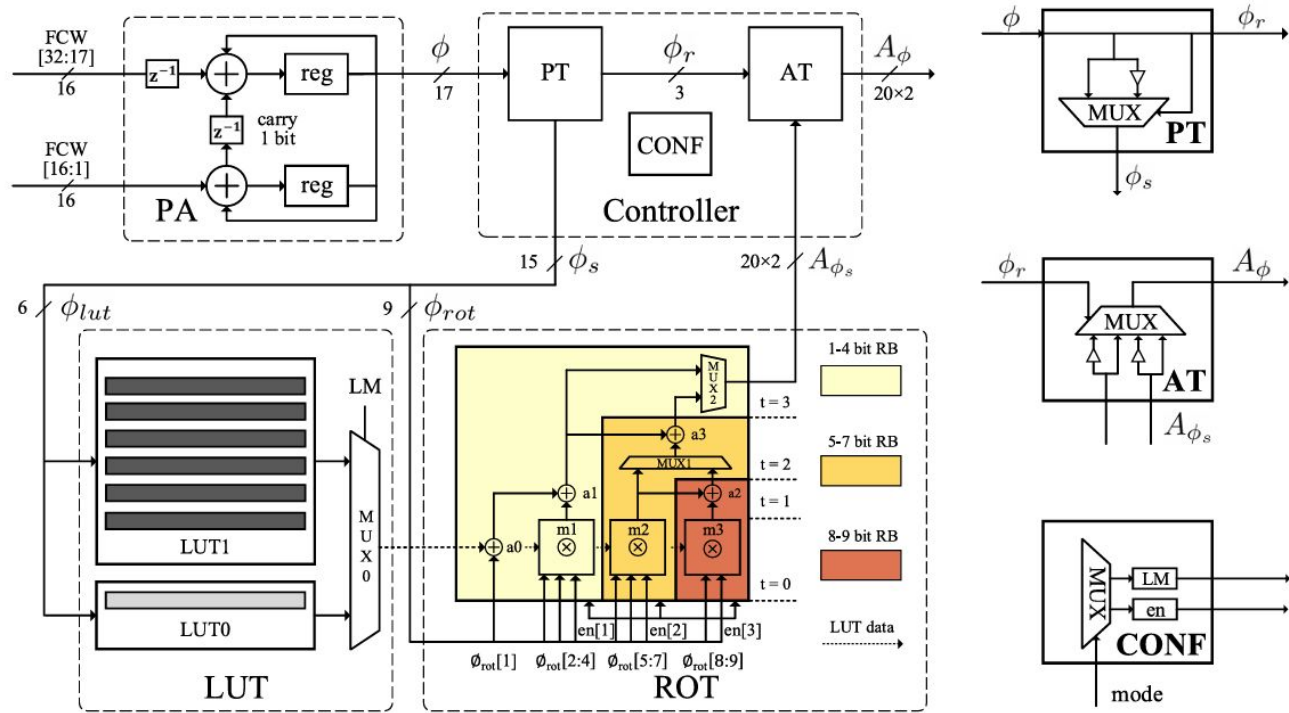 FCW
[32:17]
16
z⁻¹
reg
z⁻¹
carry
1 bit
FCW
[16:1]
16
reg
PA
ϕ
17
PT
ϕr
3
AT
Aϕ
20×2
CONF
Controller
15
ϕs
20×2
Aϕs
6
ϕlut
9
ϕrot
LM
LUT1
LUT0
MUX0
LUT
MUX2
a3
MUX1
a1
a2
a0
m1
m2
m3
t = 3
t = 2
t = 1
t = 0
en[1]
en[2]
en[3]
Ørot[1]
Ørot[2:4]
Ørot[5:7]
Ørot[8:9]
ROT
1-4 bit RB
5-7 bit RB
8-9 bit RB
LUT data
ϕ
ϕr
MUX
PT
ϕs
ϕr
Aϕ
MUX
AT
Aϕs
MUX
LM
en
CONF
mode